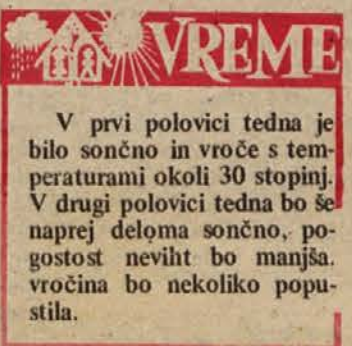 VREME
V prvi polovici tedna je
bilo sončno in vroče s tem-
peraturami okoli 30 stopinj.
V drugi polovici tedna bo še
naprej deloma sončno, po-
gostost neviht bo manjša.
vročina bo nekoliko popu-
stila.